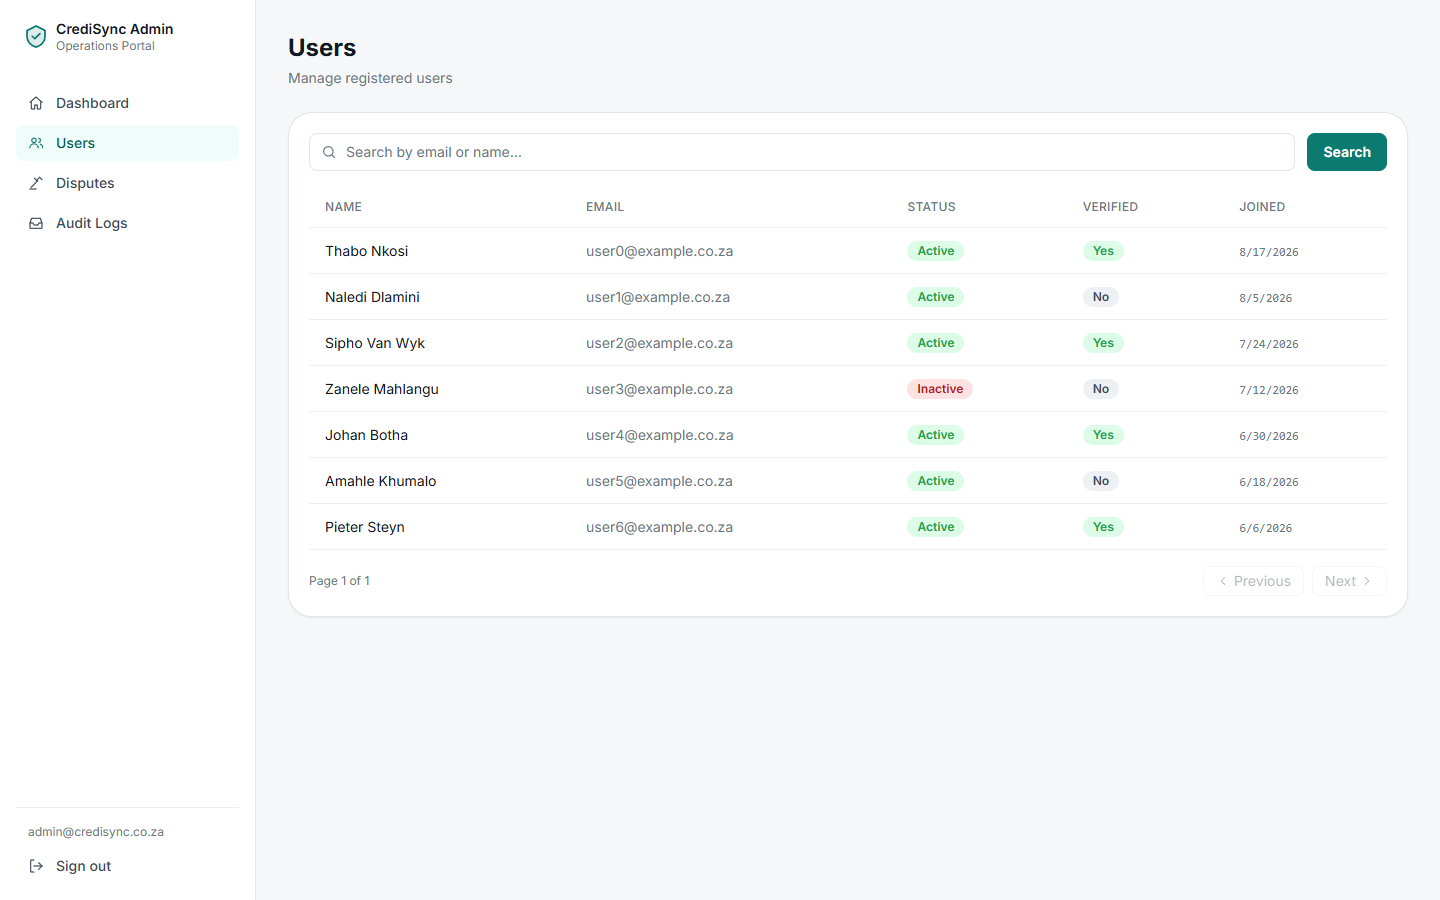 CrediSync Admin
Operations Portal
Dashboard
Users
Disputes
Audit Logs
admin@credisync.co.za
Sign out
Users
Manage registered users
Search by email or name...
Search
NAME EMAIL STATUS VERIFIED JOINED
Thabo Nkosi user0@example.co.za Active Yes 8/17/2026
Naledi Dlamini user1@example.co.za Active No 8/5/2026
Sipho Van Wyk user2@example.co.za Active Yes 7/24/2026
Zanele Mahlangu user3@example.co.za Inactive No 7/12/2026
Johan Botha user4@example.co.za Active Yes 6/30/2026
Amahle Khumalo user5@example.co.za Active No 6/18/2026
Pieter Steyn user6@example.co.za Active Yes 6/6/2026
Page 1 of 1
Previous Next